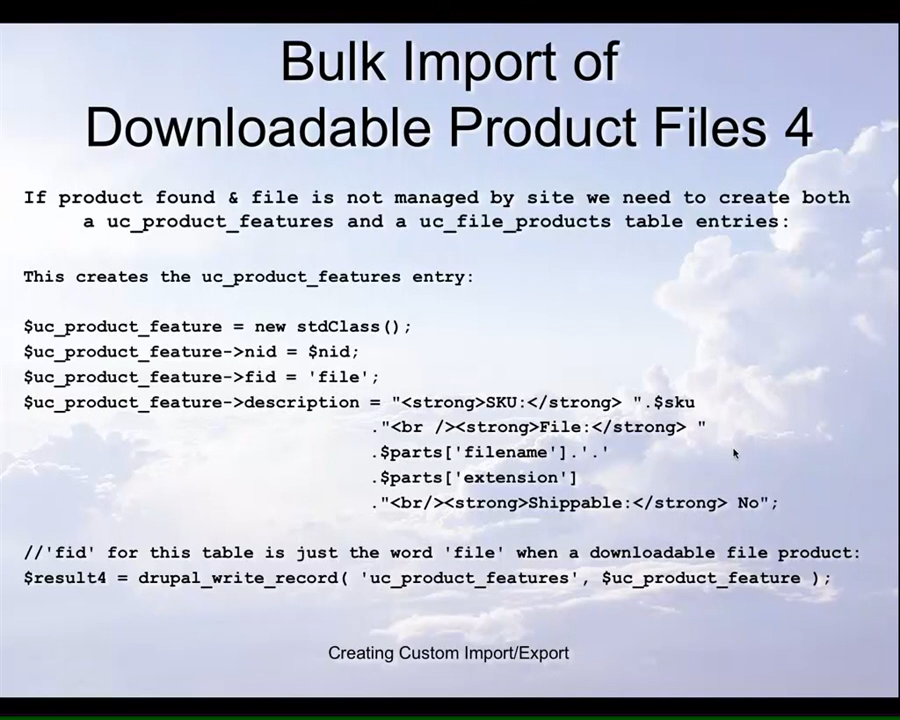 Bulk Import of
Downloadable Product Files 4
If product found & file is not managed by site we need to create both
a uc_product_features and a uc_file_products table entries:
This creates the uc_product_features entry:
$uc_product_feature = new stdClass();
$uc_product_feature->nid = $nid;
$uc_product_feature->fid = 'file';
$uc_product_feature->description = "<strong>SKU:</strong> ".$sku
."<br /><strong>File:</strong> "
.$parts['filename'].'.'
.$parts['extension']
."<br/><strong>Shippable:</strong> No";
//'fid' for this table is just the word 'file' when a downloadable file product:
$result4 = drupal_write_record( 'uc_product_features', $uc_product_feature );
Creating Custom Import/Export